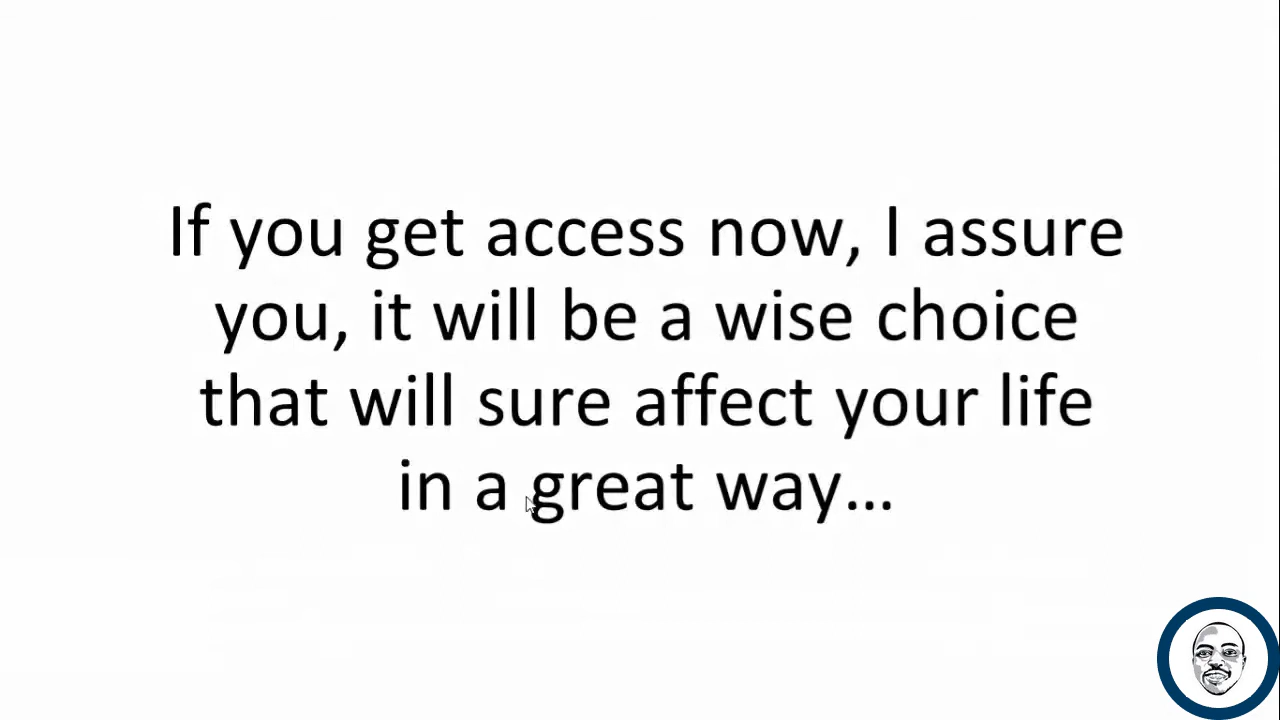 If you get access now, I assure
you, it will be a wise choice
that will sure affect your life
in a great way...